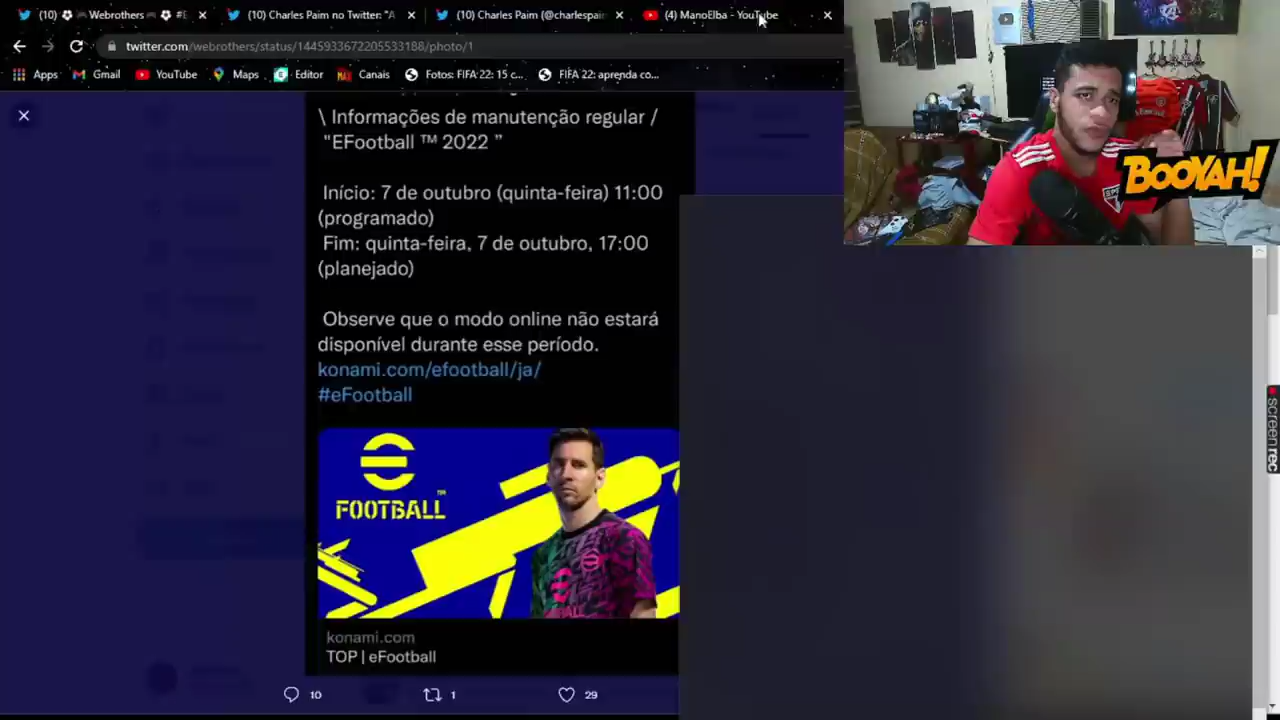 (10) ⚽🎮Webrothers🎮⚽ #E
(10) Charles Paim no Twitter: "A
(10) Charles Paim (@charlespai
(4) ManoElba - YouTube
twitter.com/webrothers/status/1445933672205533188/photo/1
Apps
Gmail
YouTube
Maps
Editor
Canais
Fotos: FIFA 22: 15 c...
FIFA 22: aprenda co...
\ Informações de manutenção regular /
"EFootball ™ 2022 "
Início: 7 de outubro (quinta-feira) 11:00
(programado)
Fim: quinta-feira, 7 de outubro, 17:00
(planejado)
Observe que o modo online não estará
disponível durante esse período.
konami.com/efootball/ja/
#eFootball
FOOTBALL™
konami.com
TOP | eFootball
10
1
29
BOOYAH!
screenrec